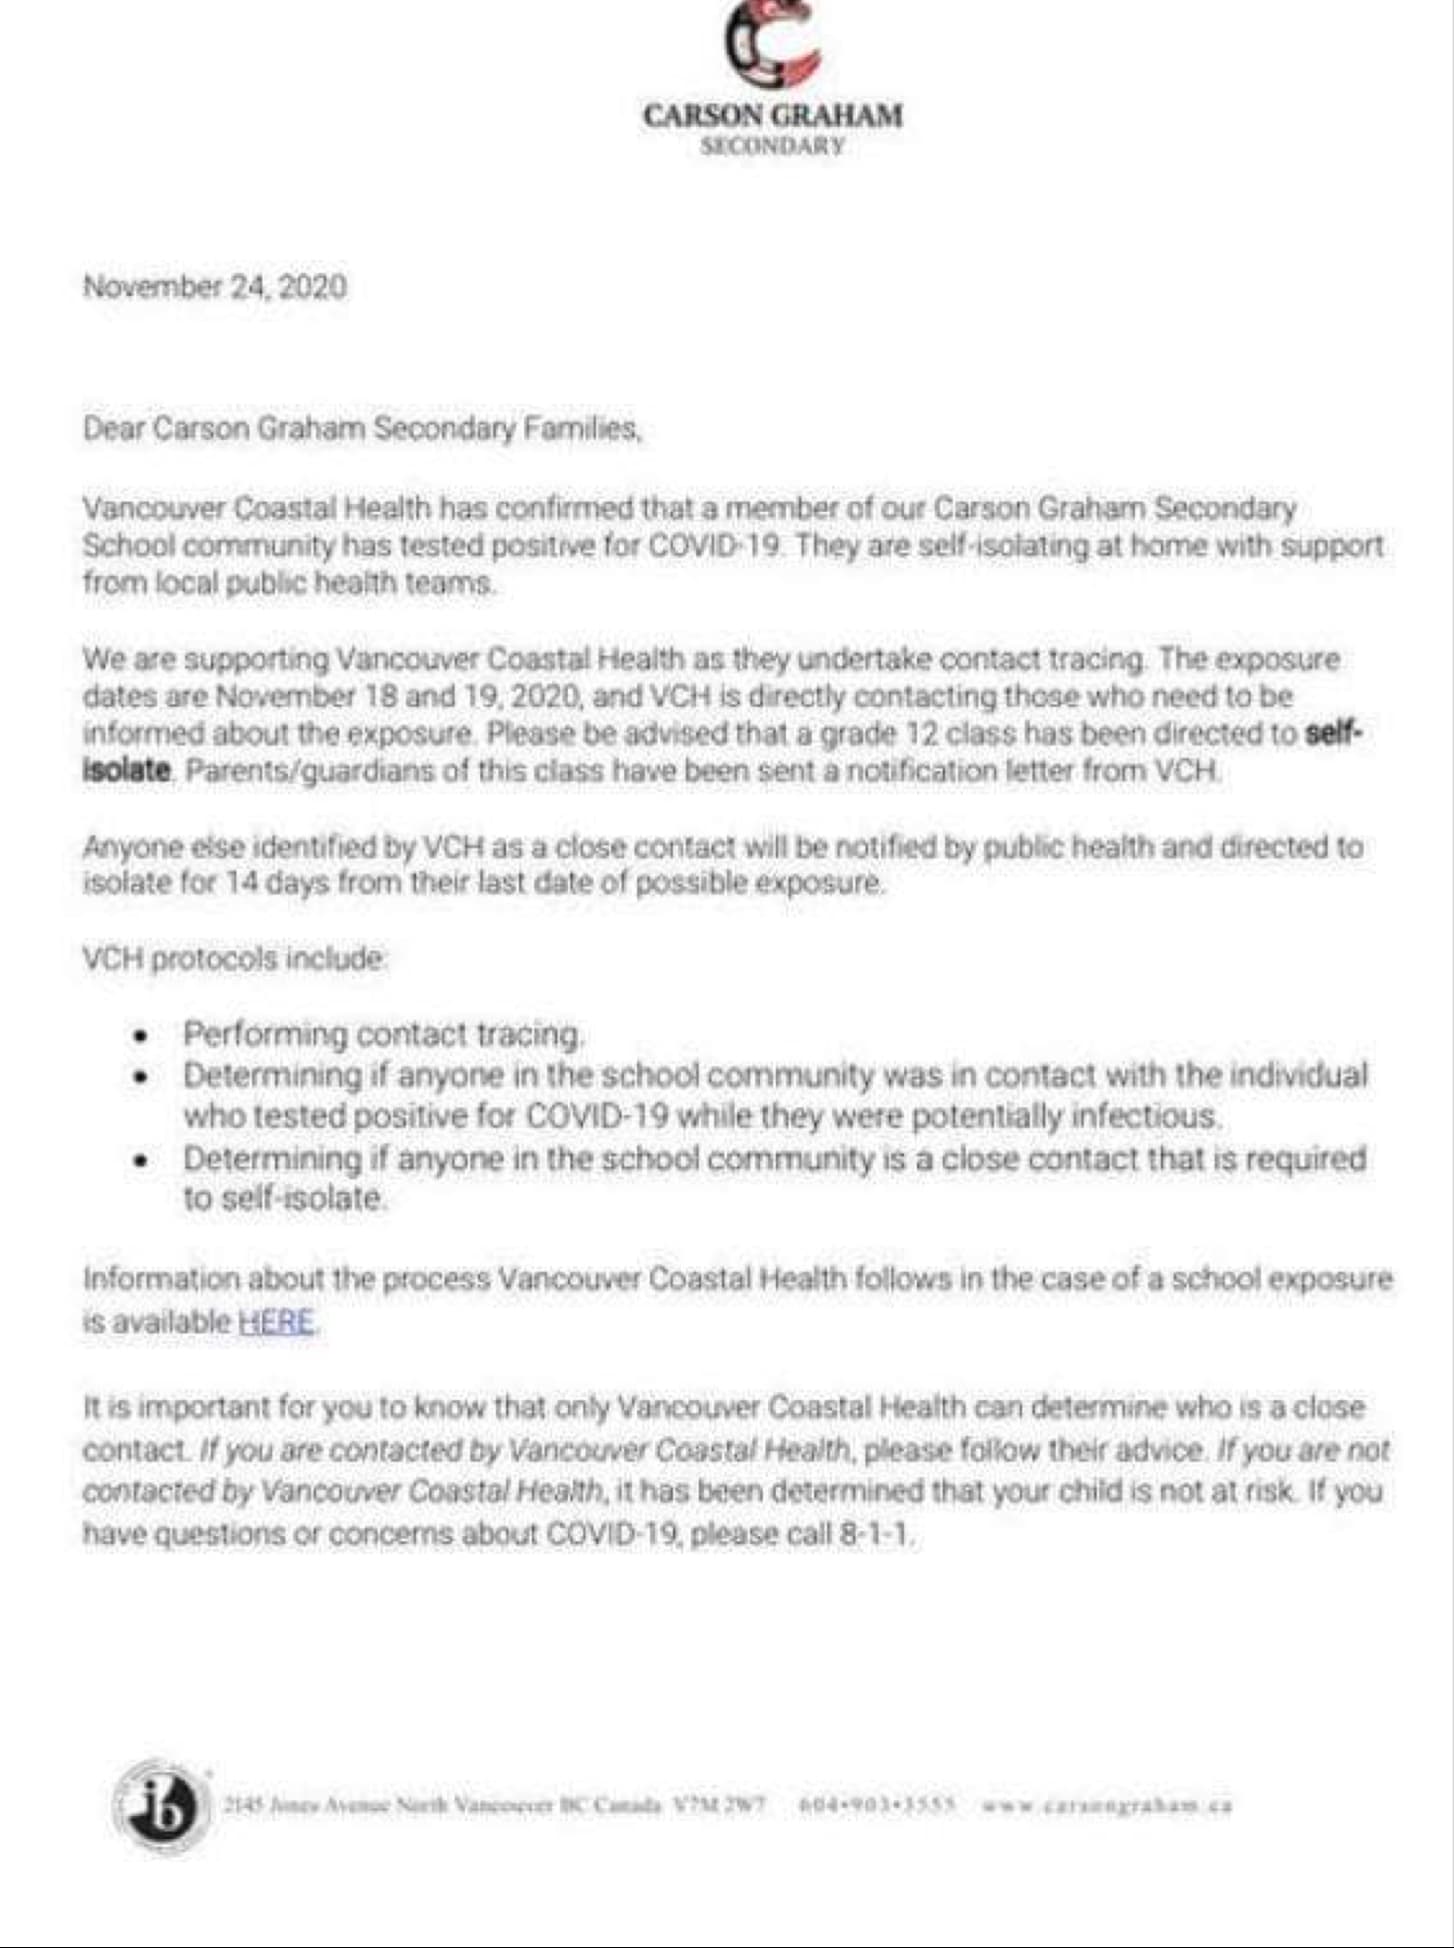 CARSON GRAHAM
SECONDARY
November 24, 2020
Dear Carson Graham Secondary Families,
Vancouver Coastal Health has confirmed that a member of our Carson Graham Secondary
School community has tested positive for COVID-19. They are self-isolating at home with support
from local public health teams.
We are supporting Vancouver Coastal Health as they undertake contact tracing. The exposure
dates are November 18 and 19, 2020, and VCH is directly contacting those who need to be
informed about the exposure. Please be advised that a grade 12 class has been directed to self-
isolate. Parents/guardians of this class have been sent a notification letter from VCH.
Anyone else identified by VCH as a close contact will be notified by public health and directed to
isolate for 14 days from their last date of possible exposure.
VCH protocols include:
• Performing contact tracing.
• Determining if anyone in the school community was in contact with the individual
who tested positive for COVID-19 while they were potentially infectious.
• Determining if anyone in the school community is a close contact that is required
to self-isolate.
Information about the process Vancouver Coastal Health follows in the case of a school exposure
is available HERE.
It is important for you to know that only Vancouver Coastal Health can determine who is a close
contact. If you are contacted by Vancouver Coastal Health, please follow their advice. If you are not
contacted by Vancouver Coastal Health, it has been determined that your child is not at risk. If you
have questions or concerns about COVID-19, please call 8-1-1.
ib
2145 Jones Avenue North Vancouver BC Canada V7M 2W7 604•903•3555 www.carsongraham.ca